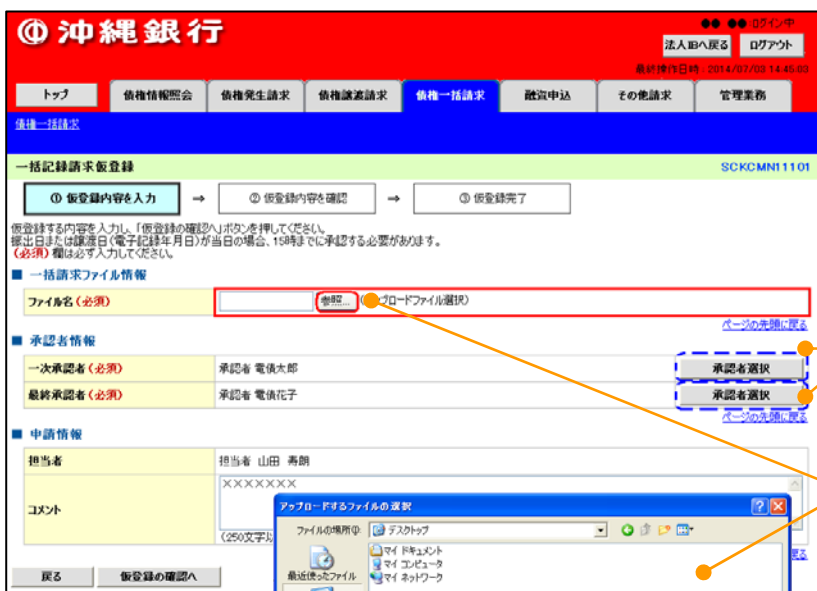 沖縄銀行
●● ●●:ログイン中
法人IBへ戻る ログアウト
最終操作日時:2014/07/03 14:45:03
トップ 債権情報照会 債権発生請求 債権譲渡請求 債権一括請求 融資申込 その他請求 管理業務
債権一括請求
一括記録請求仮登録 SCKCMN11101
① 仮登録内容を入力 ⇒ ② 仮登録内容を確認 ⇒ ③ 仮登録完了
仮登録する内容を入力し、「仮登録の確認へ」ボタンを押してください。
振出日または譲渡日(電子記録年月日)が当日の場合、15時までに承認する必要があります。
(必須)欄は必ず入力してください。
■ 一括請求ファイル情報
ファイル名(必須) 参照... プロードファイル選択)
ページの先頭に戻る
■ 承認者情報
一次承認者(必須) 承認者 電債太郎 承認者選択
最終承認者(必須) 承認者 電債花子 承認者選択
ページの先頭に戻る
■ 申請情報
担当者 担当者 山田 寿朗
コメント ×××××××
(250文字以
アップロードするファイルの選択
ファイルの場所(I): デスクトップ
マイ ドキュメント
マイ コンピュータ
マイ ネットワーク
最近使ったファイル
戻る
戻る 仮登録の確認へ